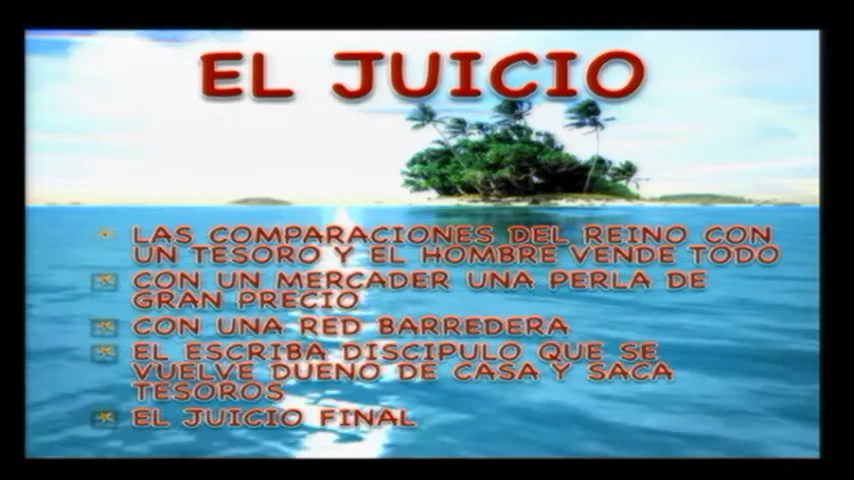 EL JUICIO
LAS COMPARACIONES DEL REINO CON
UN TESORO Y EL HOMBRE VENDE TODO
CON UN MERCADER UNA PERLA DE
GRAN PRECIO
CON UNA RED BARREDERA
EL ESCRIBA DISCIPULO QUE SE
VUELVE DUENO DE CASA Y SACA
TESOROS
EL JUICIO FINAL